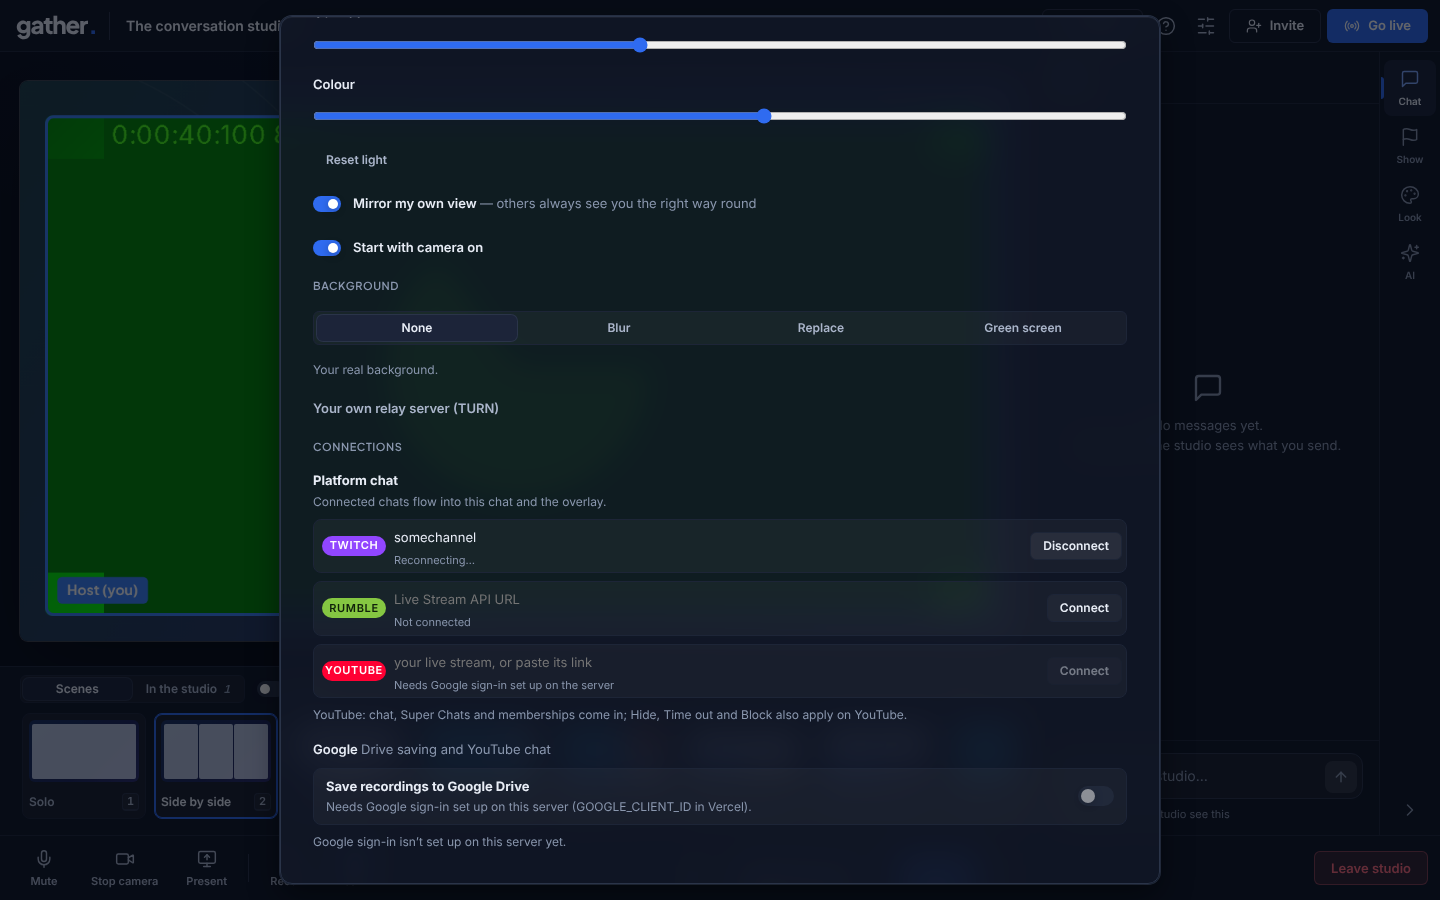 gather.
The conversation studi
Invite
Go live
Colour
Chat
0:00:40:100
Show
Reset light
Mirror my own view — others always see you the right way round
Look
Start with camera on
AI
BACKGROUND
None
Blur
Replace
Green screen
Your real background.
Your own relay server (TURN)
messages yet.
studio sees what you send.
CONNECTIONS
Platform chat
Connected chats flow into this chat and the overlay.
TWITCH
somechannel
Reconnecting...
Disconnect
RUMBLE
Live Stream API URL
Not connected
Connect
Host (you)
YOUTUBE
your live stream, or paste its link
Needs Google sign-in set up on the server
Connect
Scenes
In the studio 1
YouTube: chat, Super Chats and memberships come in; Hide, Time out and Block also apply on YouTube.
Google Drive saving and YouTube chat
Save recordings to Google Drive
Needs Google sign-in set up on this server (GOOGLE_CLIENT_ID in Vercel).
studio...
Solo
1
Side by side
2
tudio see this
Google sign-in isn't set up on this server yet.
Mute
Stop camera
Present
Re
Leave studio